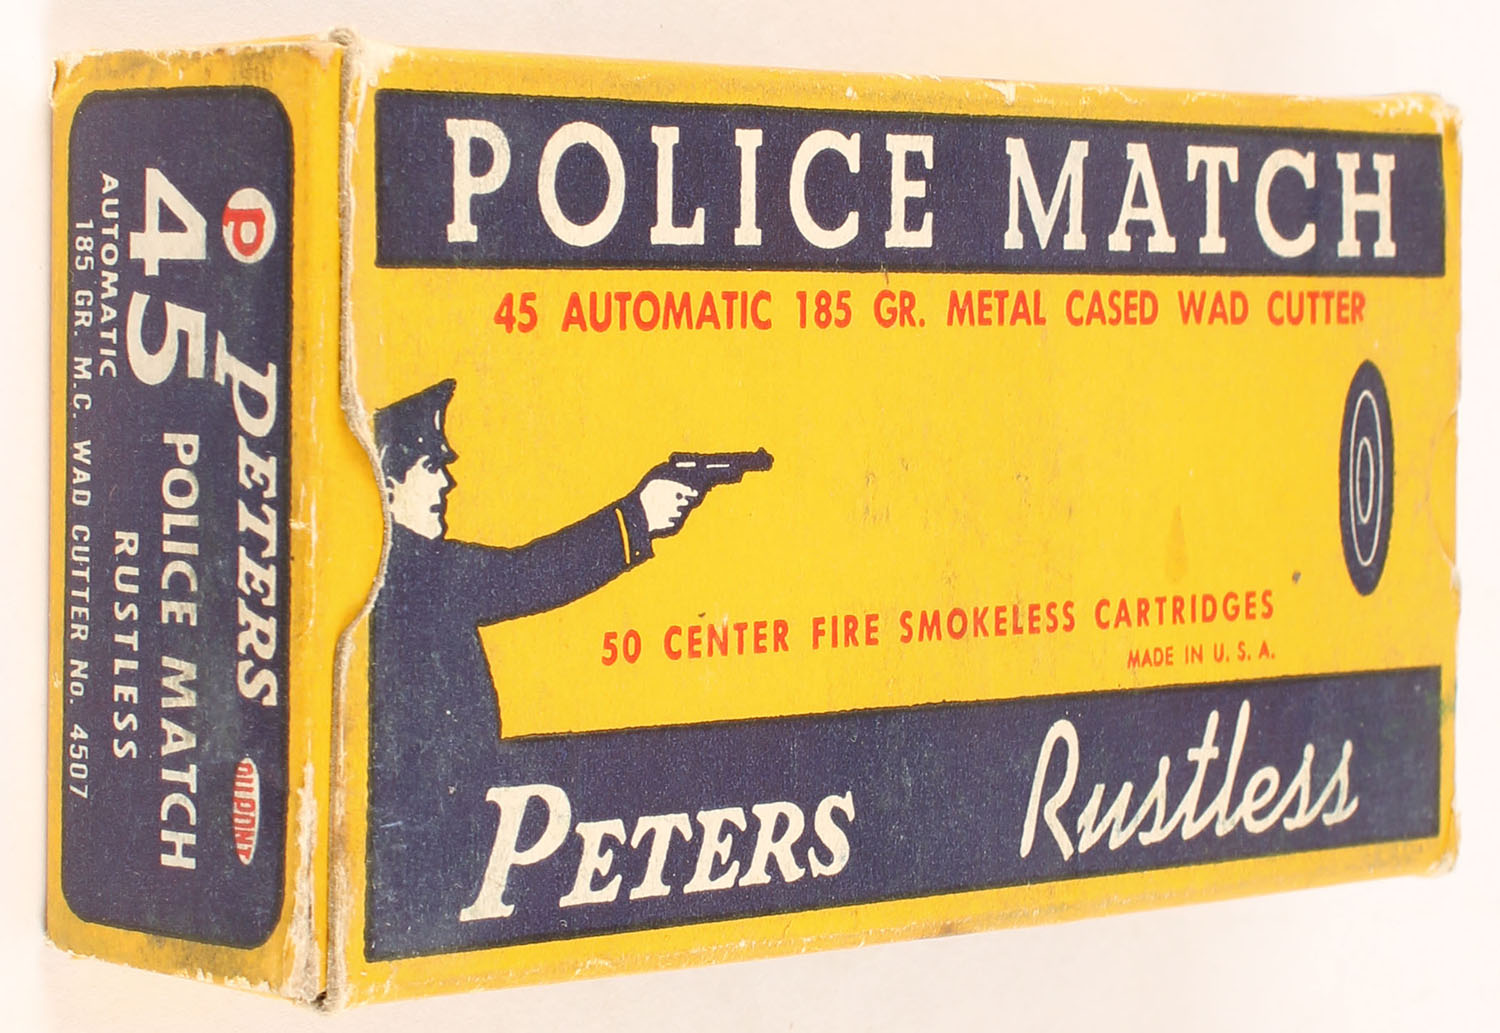 POLICE MATCH
45 AUTOMATIC 185 GR. METAL CASED WAD CUTTER
50 CENTER FIRE SMOKELESS CARTRIDGES
MADE IN U. S. A.
PETERS Rustless
P PETERS DUPONT
45 POLICE MATCH
AUTOMATIC RUSTLESS
185 GR. M.C. WAD CUTTER No. 4507